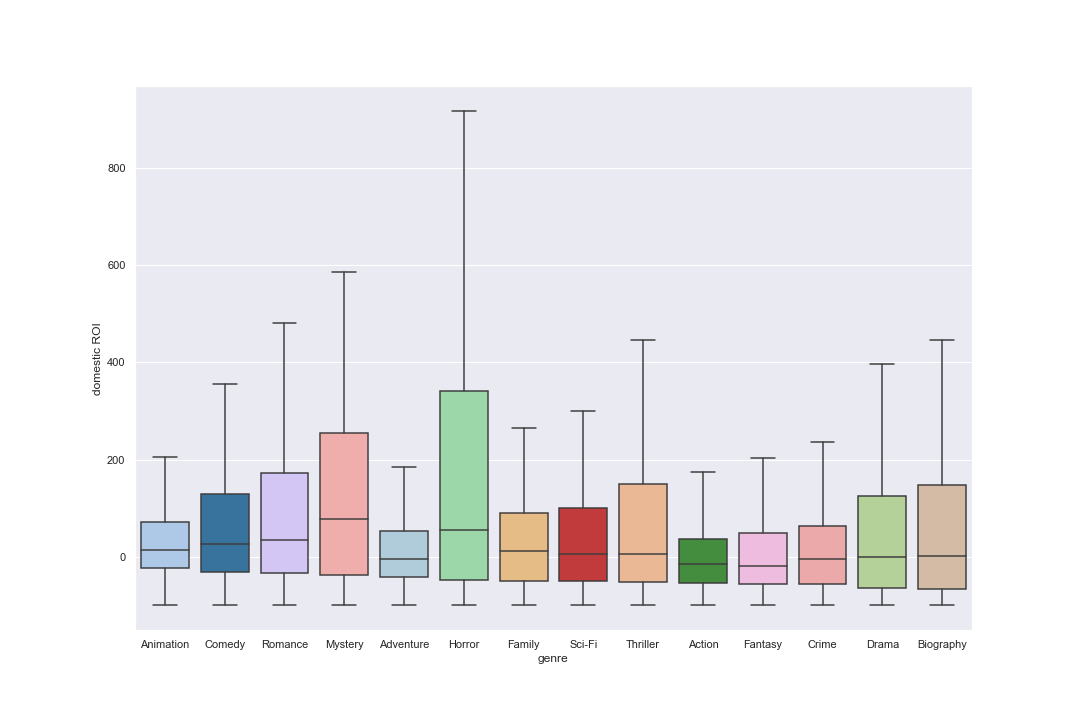 domestic ROI
800
600
400
200
0
Animation Comedy Romance Mystery Adventure Horror Family Sci-Fi Thriller Action Fantasy Crime Drama Biography
genre